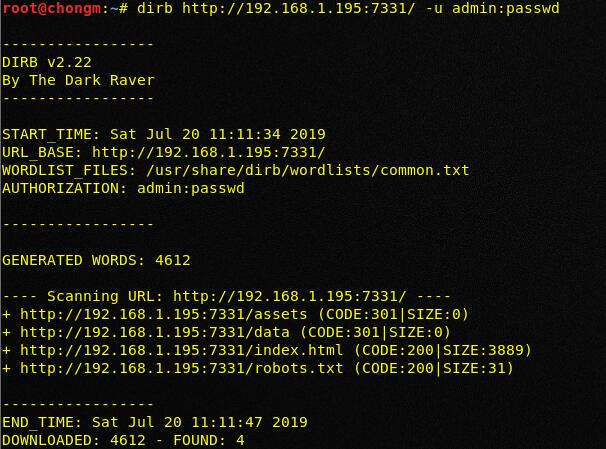 root@chongm:~# dirb http://192.168.1.195:7331/ -u admin:passwd
-----------------
DIRB v2.22
By The Dark Raver
-----------------
START_TIME: Sat Jul 20 11:11:34 2019
URL_BASE: http://192.168.1.195:7331/
WORDLIST_FILES: /usr/share/dirb/wordlists/common.txt
AUTHORIZATION: admin:passwd
-----------------
GENERATED WORDS: 4612
---- Scanning URL: http://192.168.1.195:7331/ ----
+ http://192.168.1.195:7331/assets (CODE:301|SIZE:0)
+ http://192.168.1.195:7331/data (CODE:301|SIZE:0)
+ http://192.168.1.195:7331/index.html (CODE:200|SIZE:3889)
+ http://192.168.1.195:7331/robots.txt (CODE:200|SIZE:31)
-----------------
END_TIME: Sat Jul 20 11:11:47 2019
DOWNLOADED: 4612 - FOUND: 4